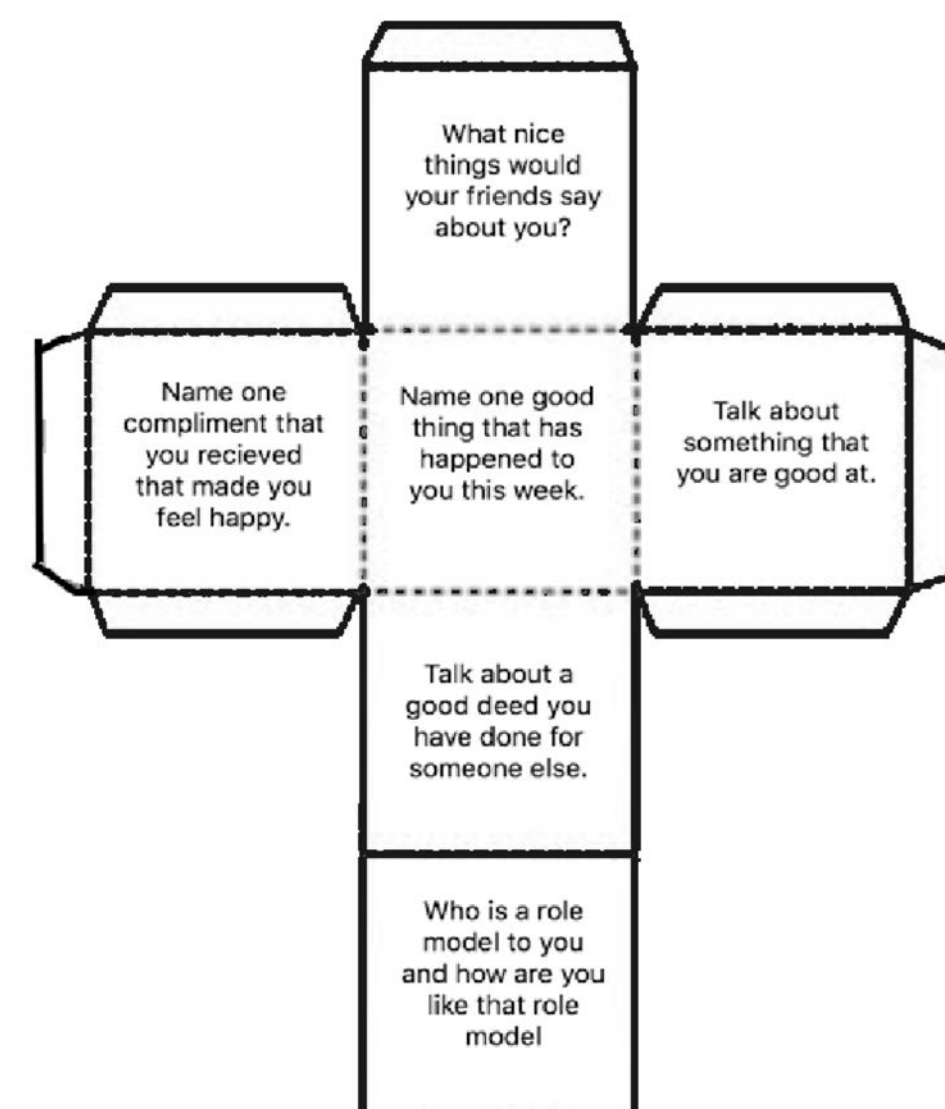 What nice
things would
your friends say
about you?
Name one
compliment that
you recieved
that made you
feel happy.
Name one good
thing that has
happened to
you this week.
Talk about
something that
you are good at.
Talk about a
good deed you
have done for
someone else.
Who is a role
model to you
and how are you
like that role
model